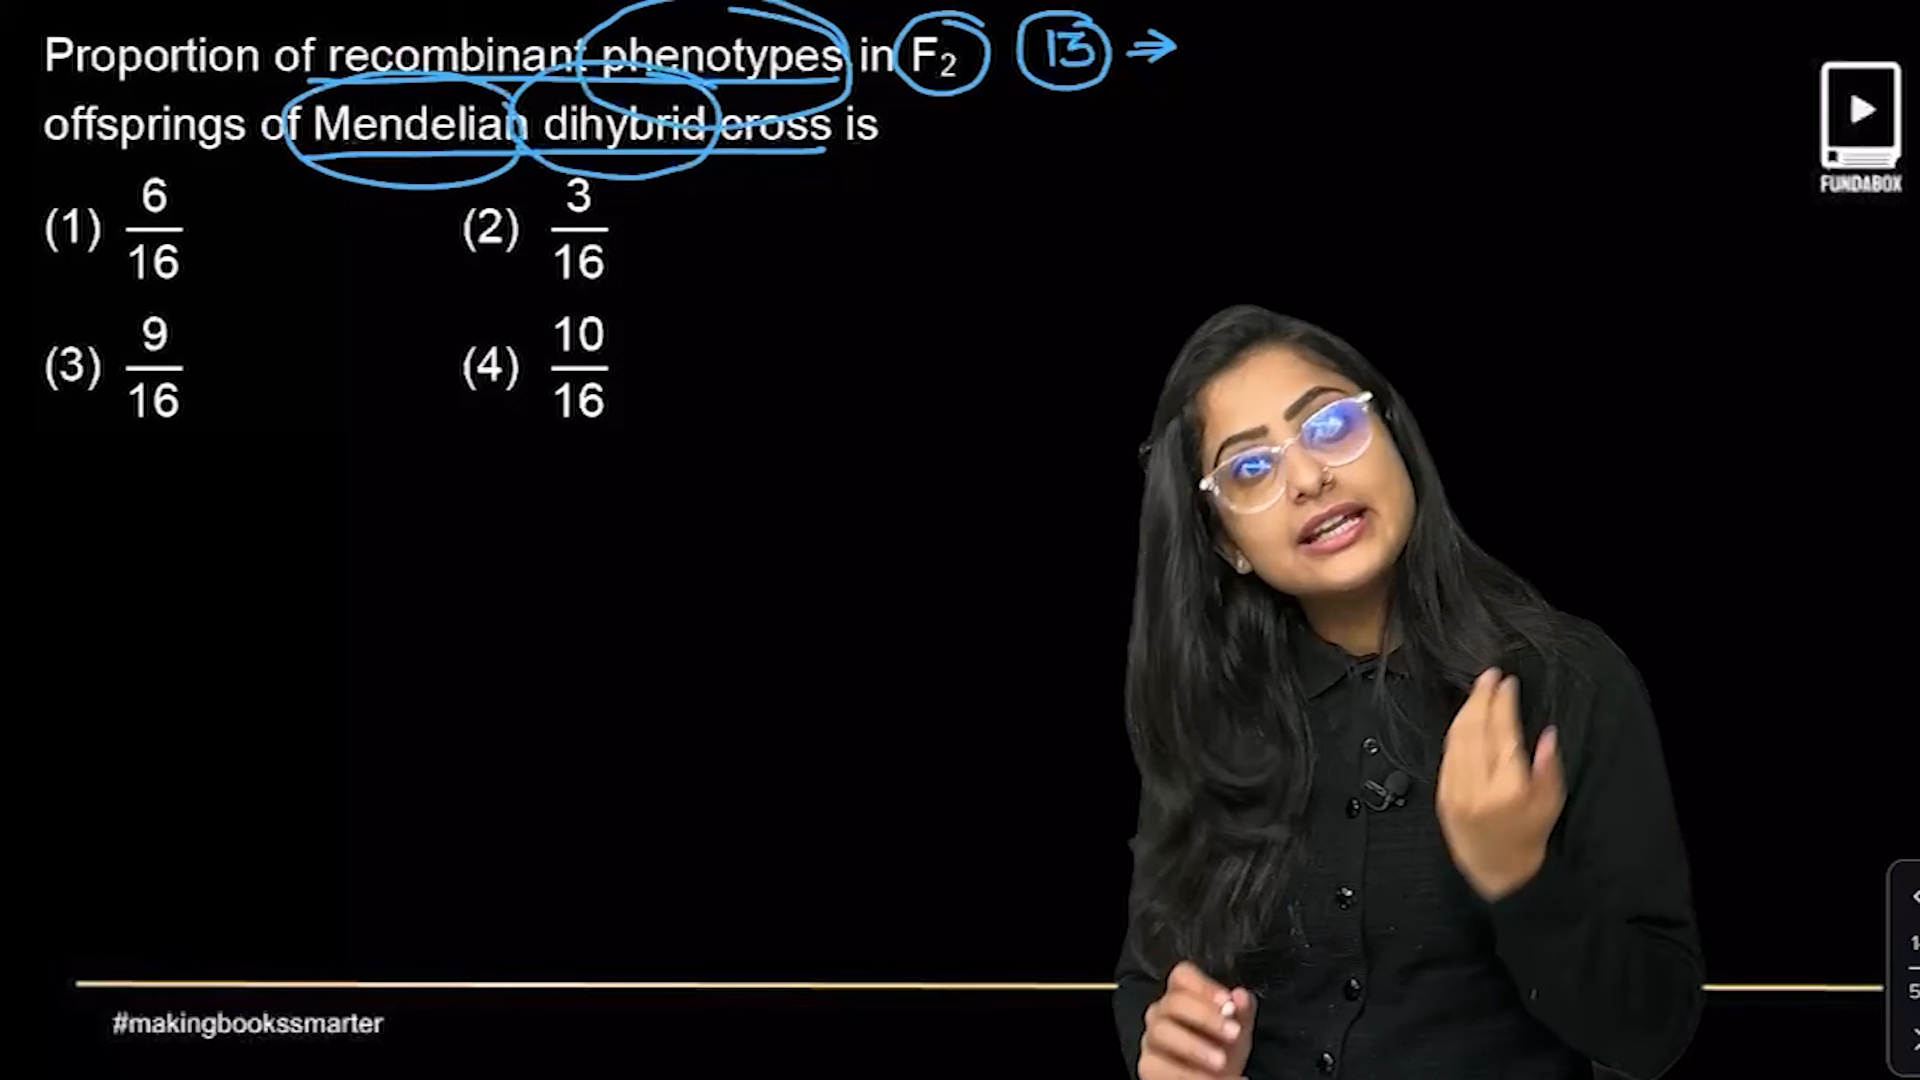 Proportion of recombinant phenotypes in F₂ 13 →
offsprings of Mendelian dihybrid cross is
(1) 6/16 (2) 3/16
(3) 9/16 (4) 10/16
FUNDABOX
#makingbookssmarter